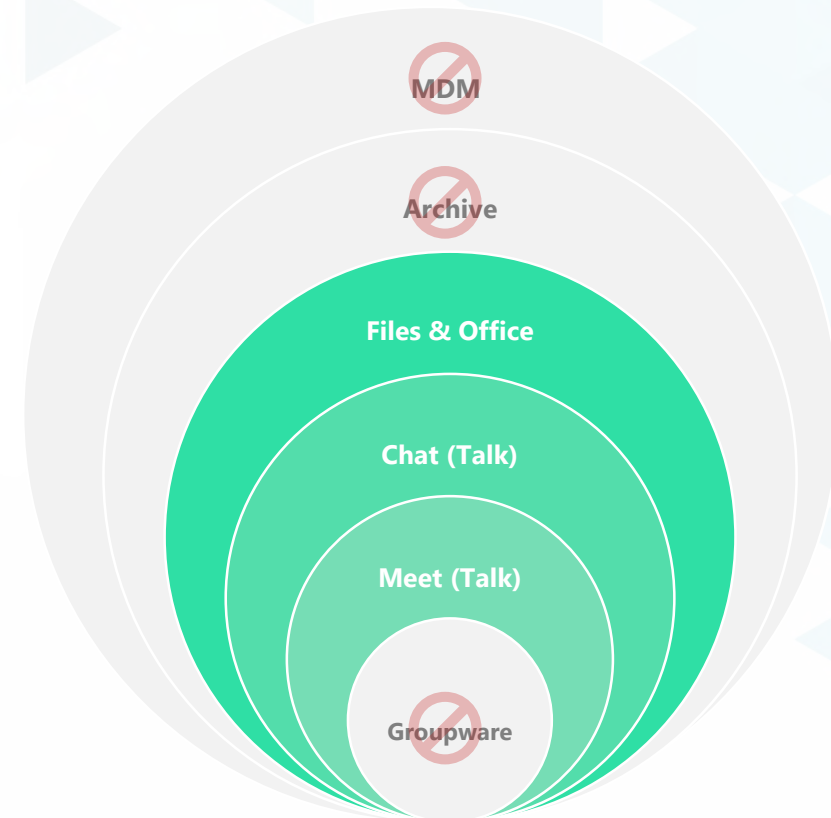 MDM
Archive
Files & Office
Chat (Talk)
Meet (Talk)
Groupware